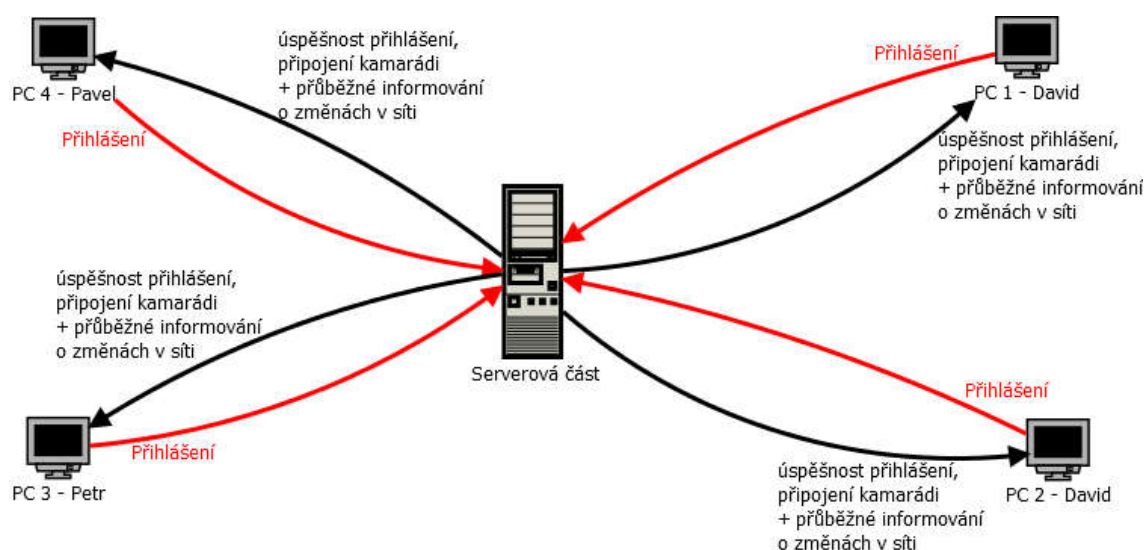 úspěšnost přihlášení,
připojení kamarádi
+ průběžné informování
o změnách v síti
PC 4 - Pavel
Přihlášení
Přihlášení
PC 1 - David
úspěšnost přihlášení,
připojení kamarádi
+ průběžné informování
o změnách v síti
úspěšnost přihlášení,
připojení kamarádi
+ průběžné informování
o změnách v síti
Serverová část
Přihlášení
PC 3 - Petr
Přihlášení
úspěšnost přihlášení,
připojení kamarádi
+ průběžné informování
o změnách v síti
PC 2 - David